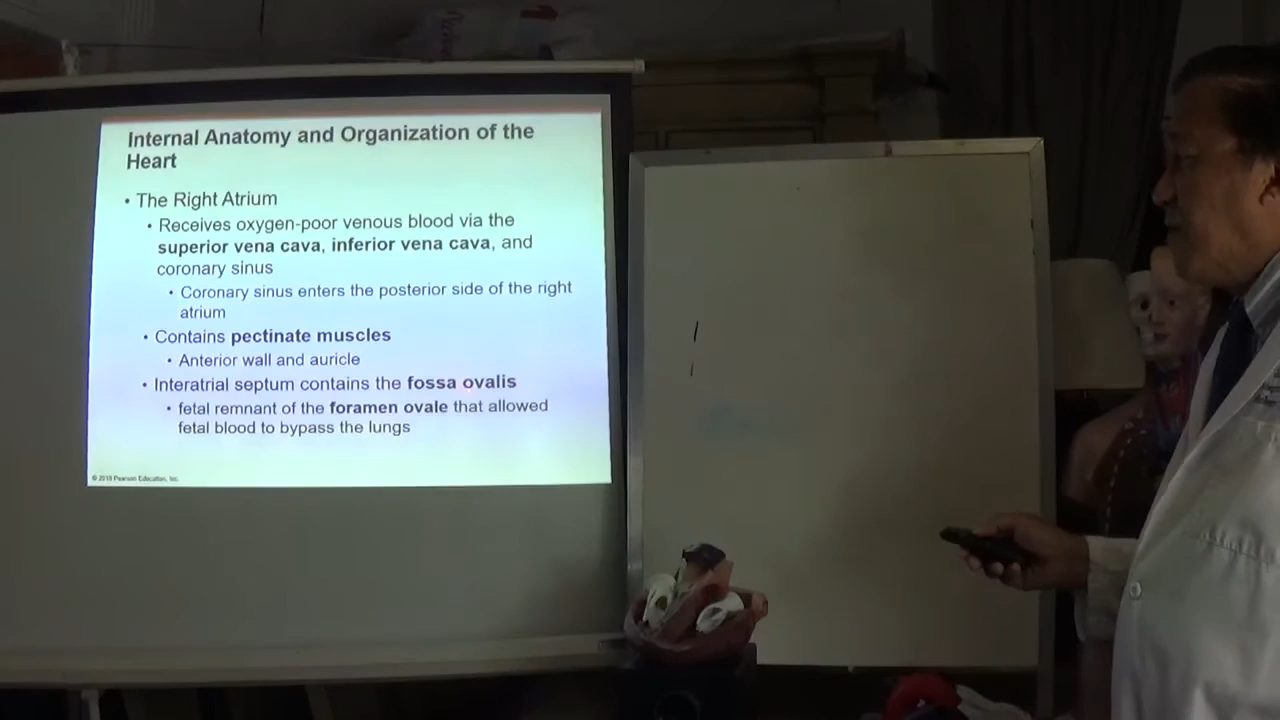 Internal Anatomy and Organization of the
Heart
• The Right Atrium
• Receives oxygen-poor venous blood via the
superior vena cava, inferior vena cava, and
coronary sinus
• Coronary sinus enters the posterior side of the right
atrium
• Contains pectinate muscles
• Anterior wall and auricle
• Interatrial septum contains the fossa ovalis
• fetal remnant of the foramen ovale that allowed
fetal blood to bypass the lungs
Pearson Education, Inc.